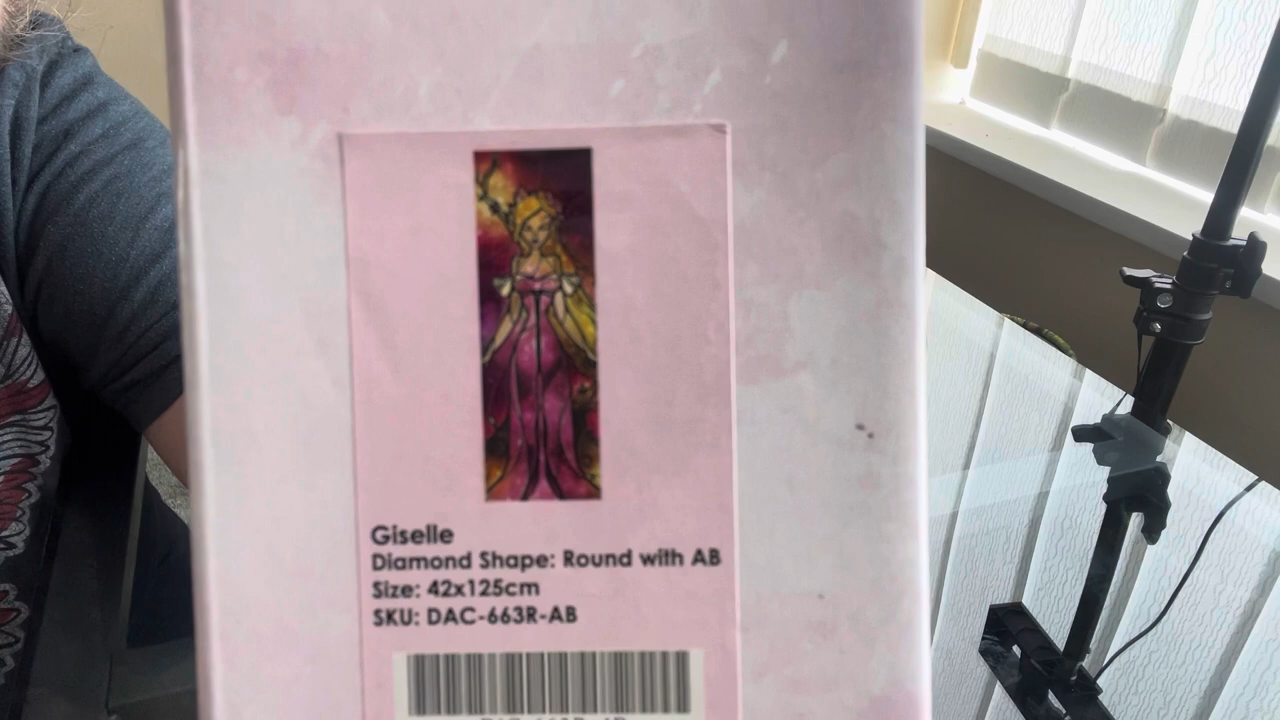 Giselle
Diamond Shape: Round with AB
Size: 42x125cm
SKU: DAC-663R-AB